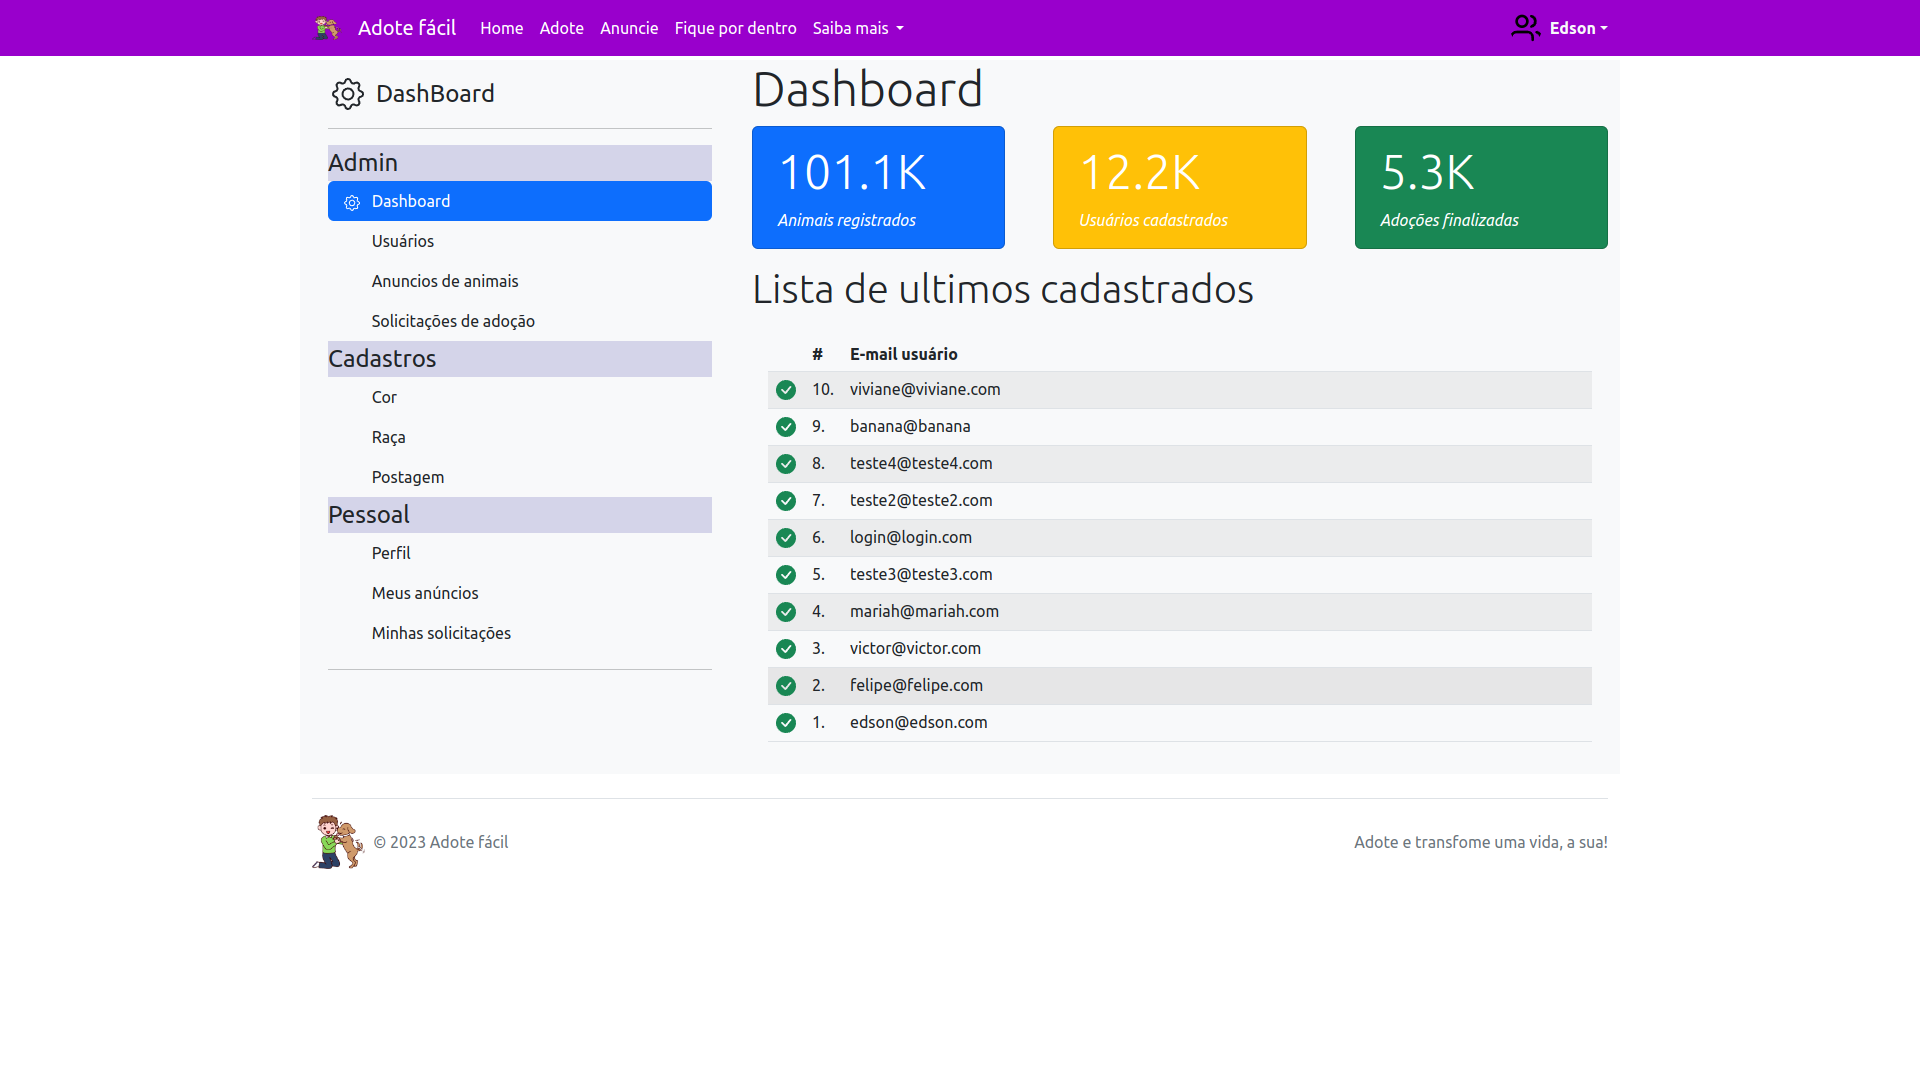 Adote fácil Home Adote Anuncie Fique por dentro Saiba mais Edson
DashBoard
Admin
Dashboard
Usuários
Anuncios de animais
Solicitações de adoção
Cadastros
Cor
Raça
Postagem
Pessoal
Perfil
Meus anúncios
Minhas solicitações
Dashboard
101.1K
Animais registrados
12.2K
Usuários cadastrados
5.3K
Adoções finalizadas
Lista de ultimos cadastrados
# E-mail usuário
10. viviane@viviane.com
9. banana@banana
8. teste4@teste4.com
7. teste2@teste2.com
6. login@login.com
5. teste3@teste3.com
4. mariah@mariah.com
3. victor@victor.com
2. felipe@felipe.com
1. edson@edson.com
© 2023 Adote fácil
Adote e transfome uma vida, a sua!